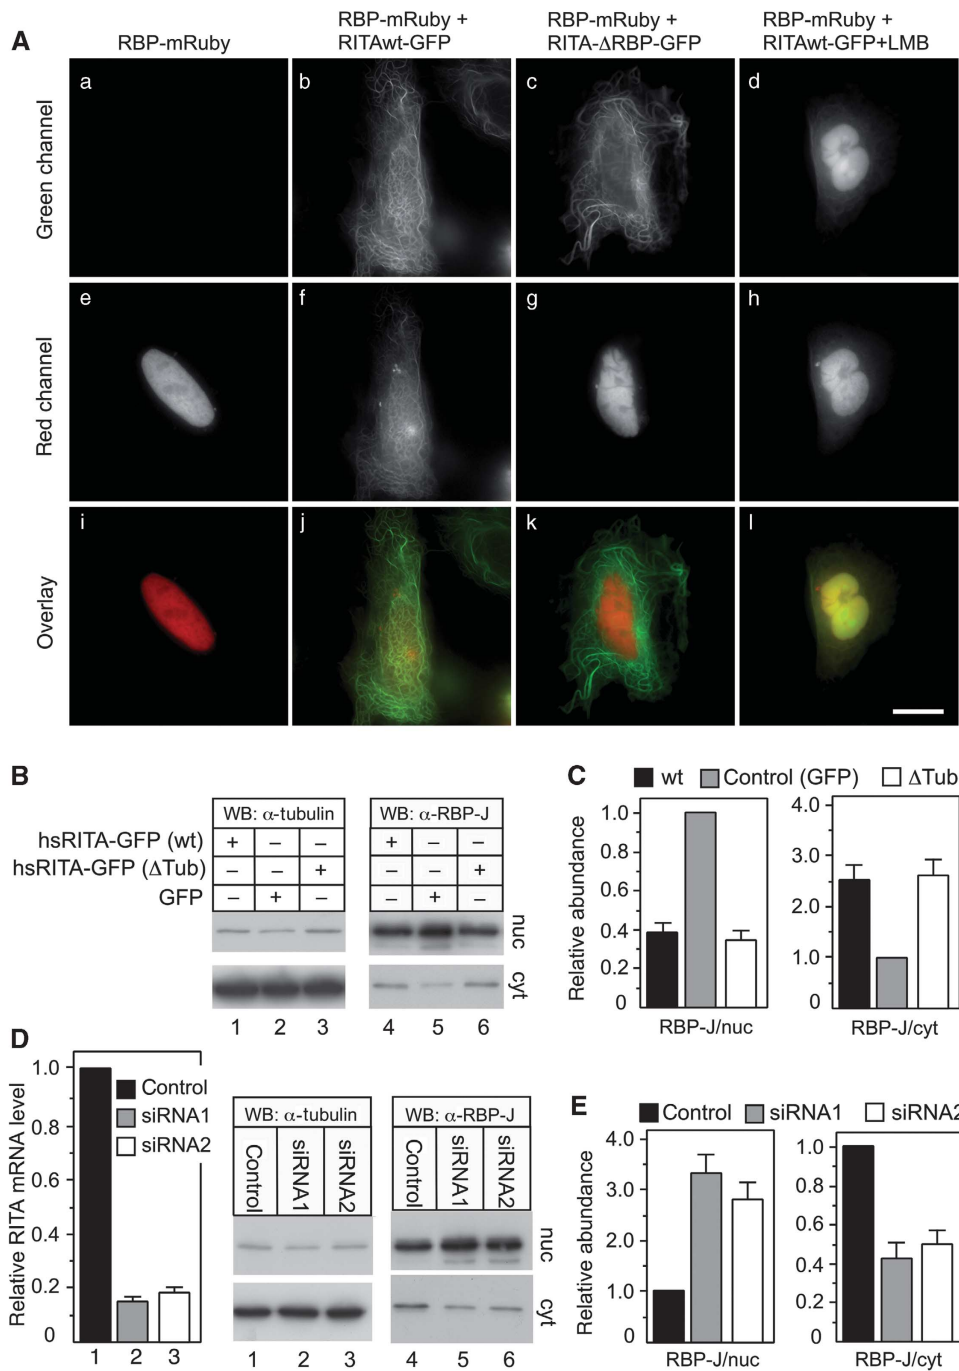 A
RBP-mRuby
RBP-mRuby +
RITAwt-GFP
RBP-mRuby +
RITA-ΔRBP-GFP
RBP-mRuby +
RITAwt-GFP+LMB
Green channel
a
b
c
d
Red channel
e
f
g
h
Overlay
i
j
k
l
B
WB: α-tubulin
WB: α-RBP-J
hsRITA-GFP (wt)
+ – –
+ – –
hsRITA-GFP (ΔTub)
– – +
– – +
GFP
– + –
– + –
nuc
cyt
1 2 3
4 5 6
C
wt
Control (GFP)
ΔTub
Relative abundance
1.0
0.8
0.6
0.4
0.2
0
RBP-J/nuc
4.0
3.0
2.0
1.0
0
RBP-J/cyt
D
Relative RITA mRNA level
1.0
0.8
0.6
0.4
0.2
0
Control
siRNA1
siRNA2
1 2 3
WB: α-tubulin
WB: α-RBP-J
Control
siRNA1
siRNA2
Control
siRNA1
siRNA2
nuc
cyt
1 2 3
4 5 6
E
Control
siRNA1
siRNA2
Relative abundance
4.0
3.0
2.0
1.0
0
RBP-J/nuc
1.0
0.8
0.6
0.4
0.2
0
RBP-J/cyt